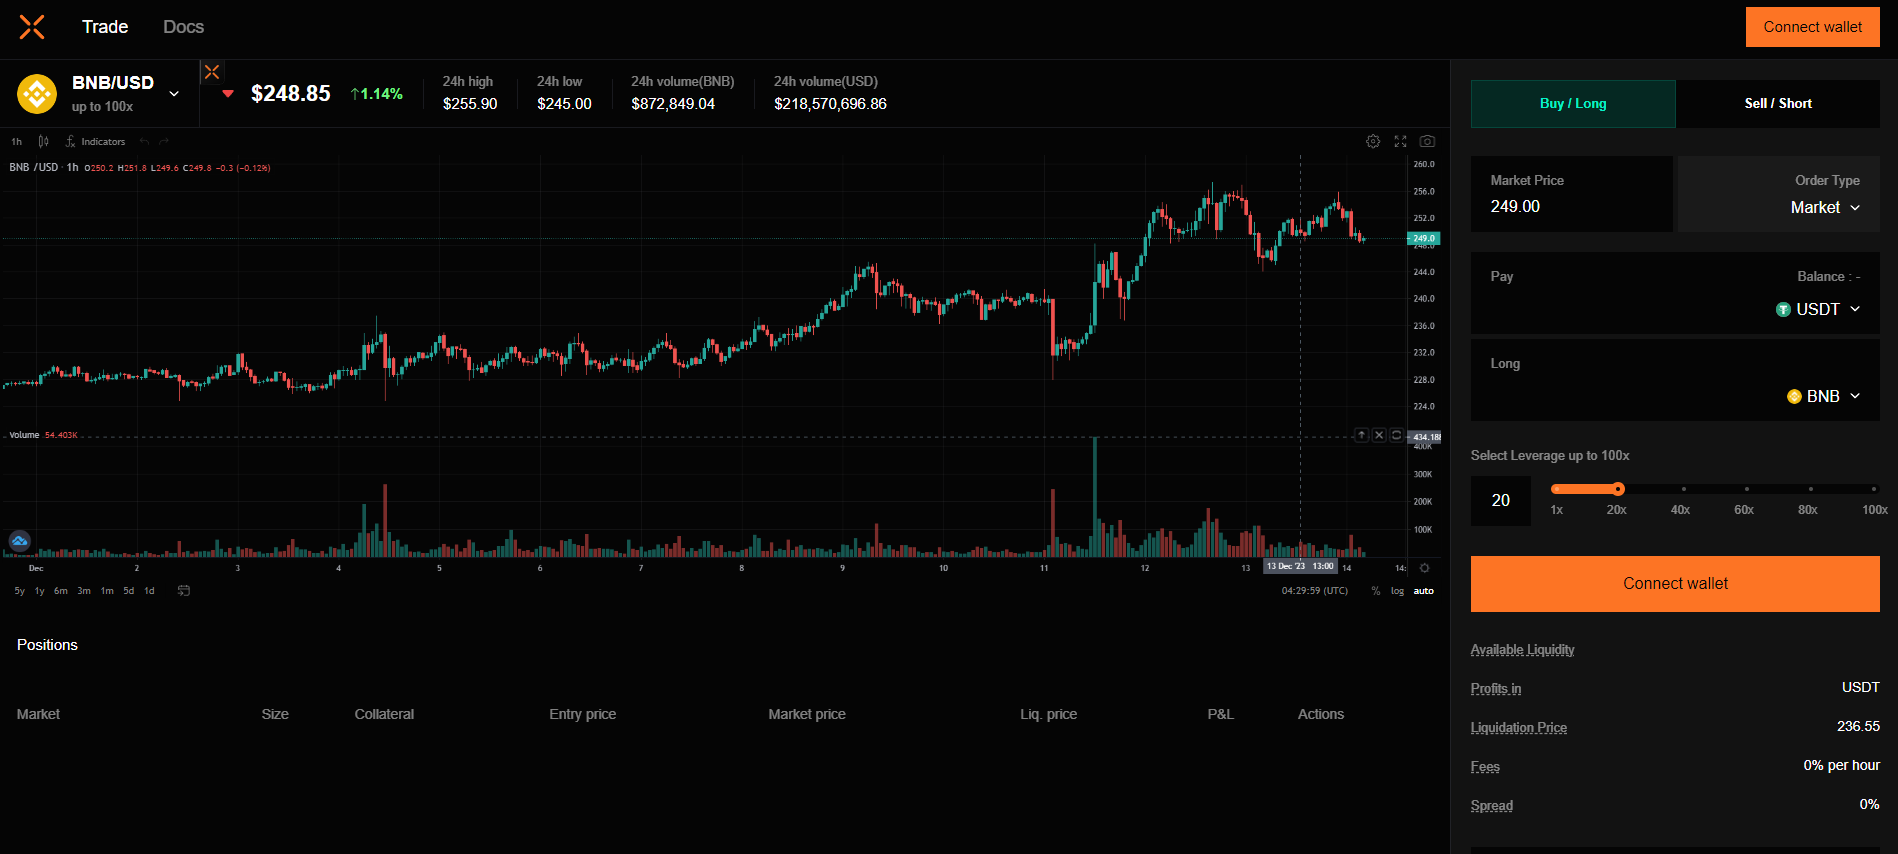 Trade Docs Connect wallet
BNB/USD
up to 100x
$248.85 ↑1.14%
24h high
$255.90
24h low
$245.00
24h volume(BNB)
$872,849.04
24h volume(USD)
$218,570,696.86
1h Indicators
BNB /USD · 1h O250.2 H251.8 L249.6 C249.8 −0.3 (−0.12%)
260.0
256.0
252.0
249.0
248.0
244.0
240.0
236.0
232.0
228.0
224.0
Volume 54.403K
434.188
400K
300K
200K
100K
Dec 2 3 4 5 6 7 8 9 10 11 12 13 13 Dec '23 13:00 14 14:
5y 1y 6m 3m 1m 5d 1d 04:29:59 (UTC) % log auto
Positions
Market Size Collateral Entry price Market price Liq. price P&L Actions
Buy / Long Sell / Short
Market Price
249.00
Order Type
Market
Pay Balance : -
USDT
Long
BNB
Select Leverage up to 100x
20
1x 20x 40x 60x 80x 100x
Connect wallet
Available Liquidity
Profits in USDT
Liquidation Price 236.55
Fees 0% per hour
Spread 0%